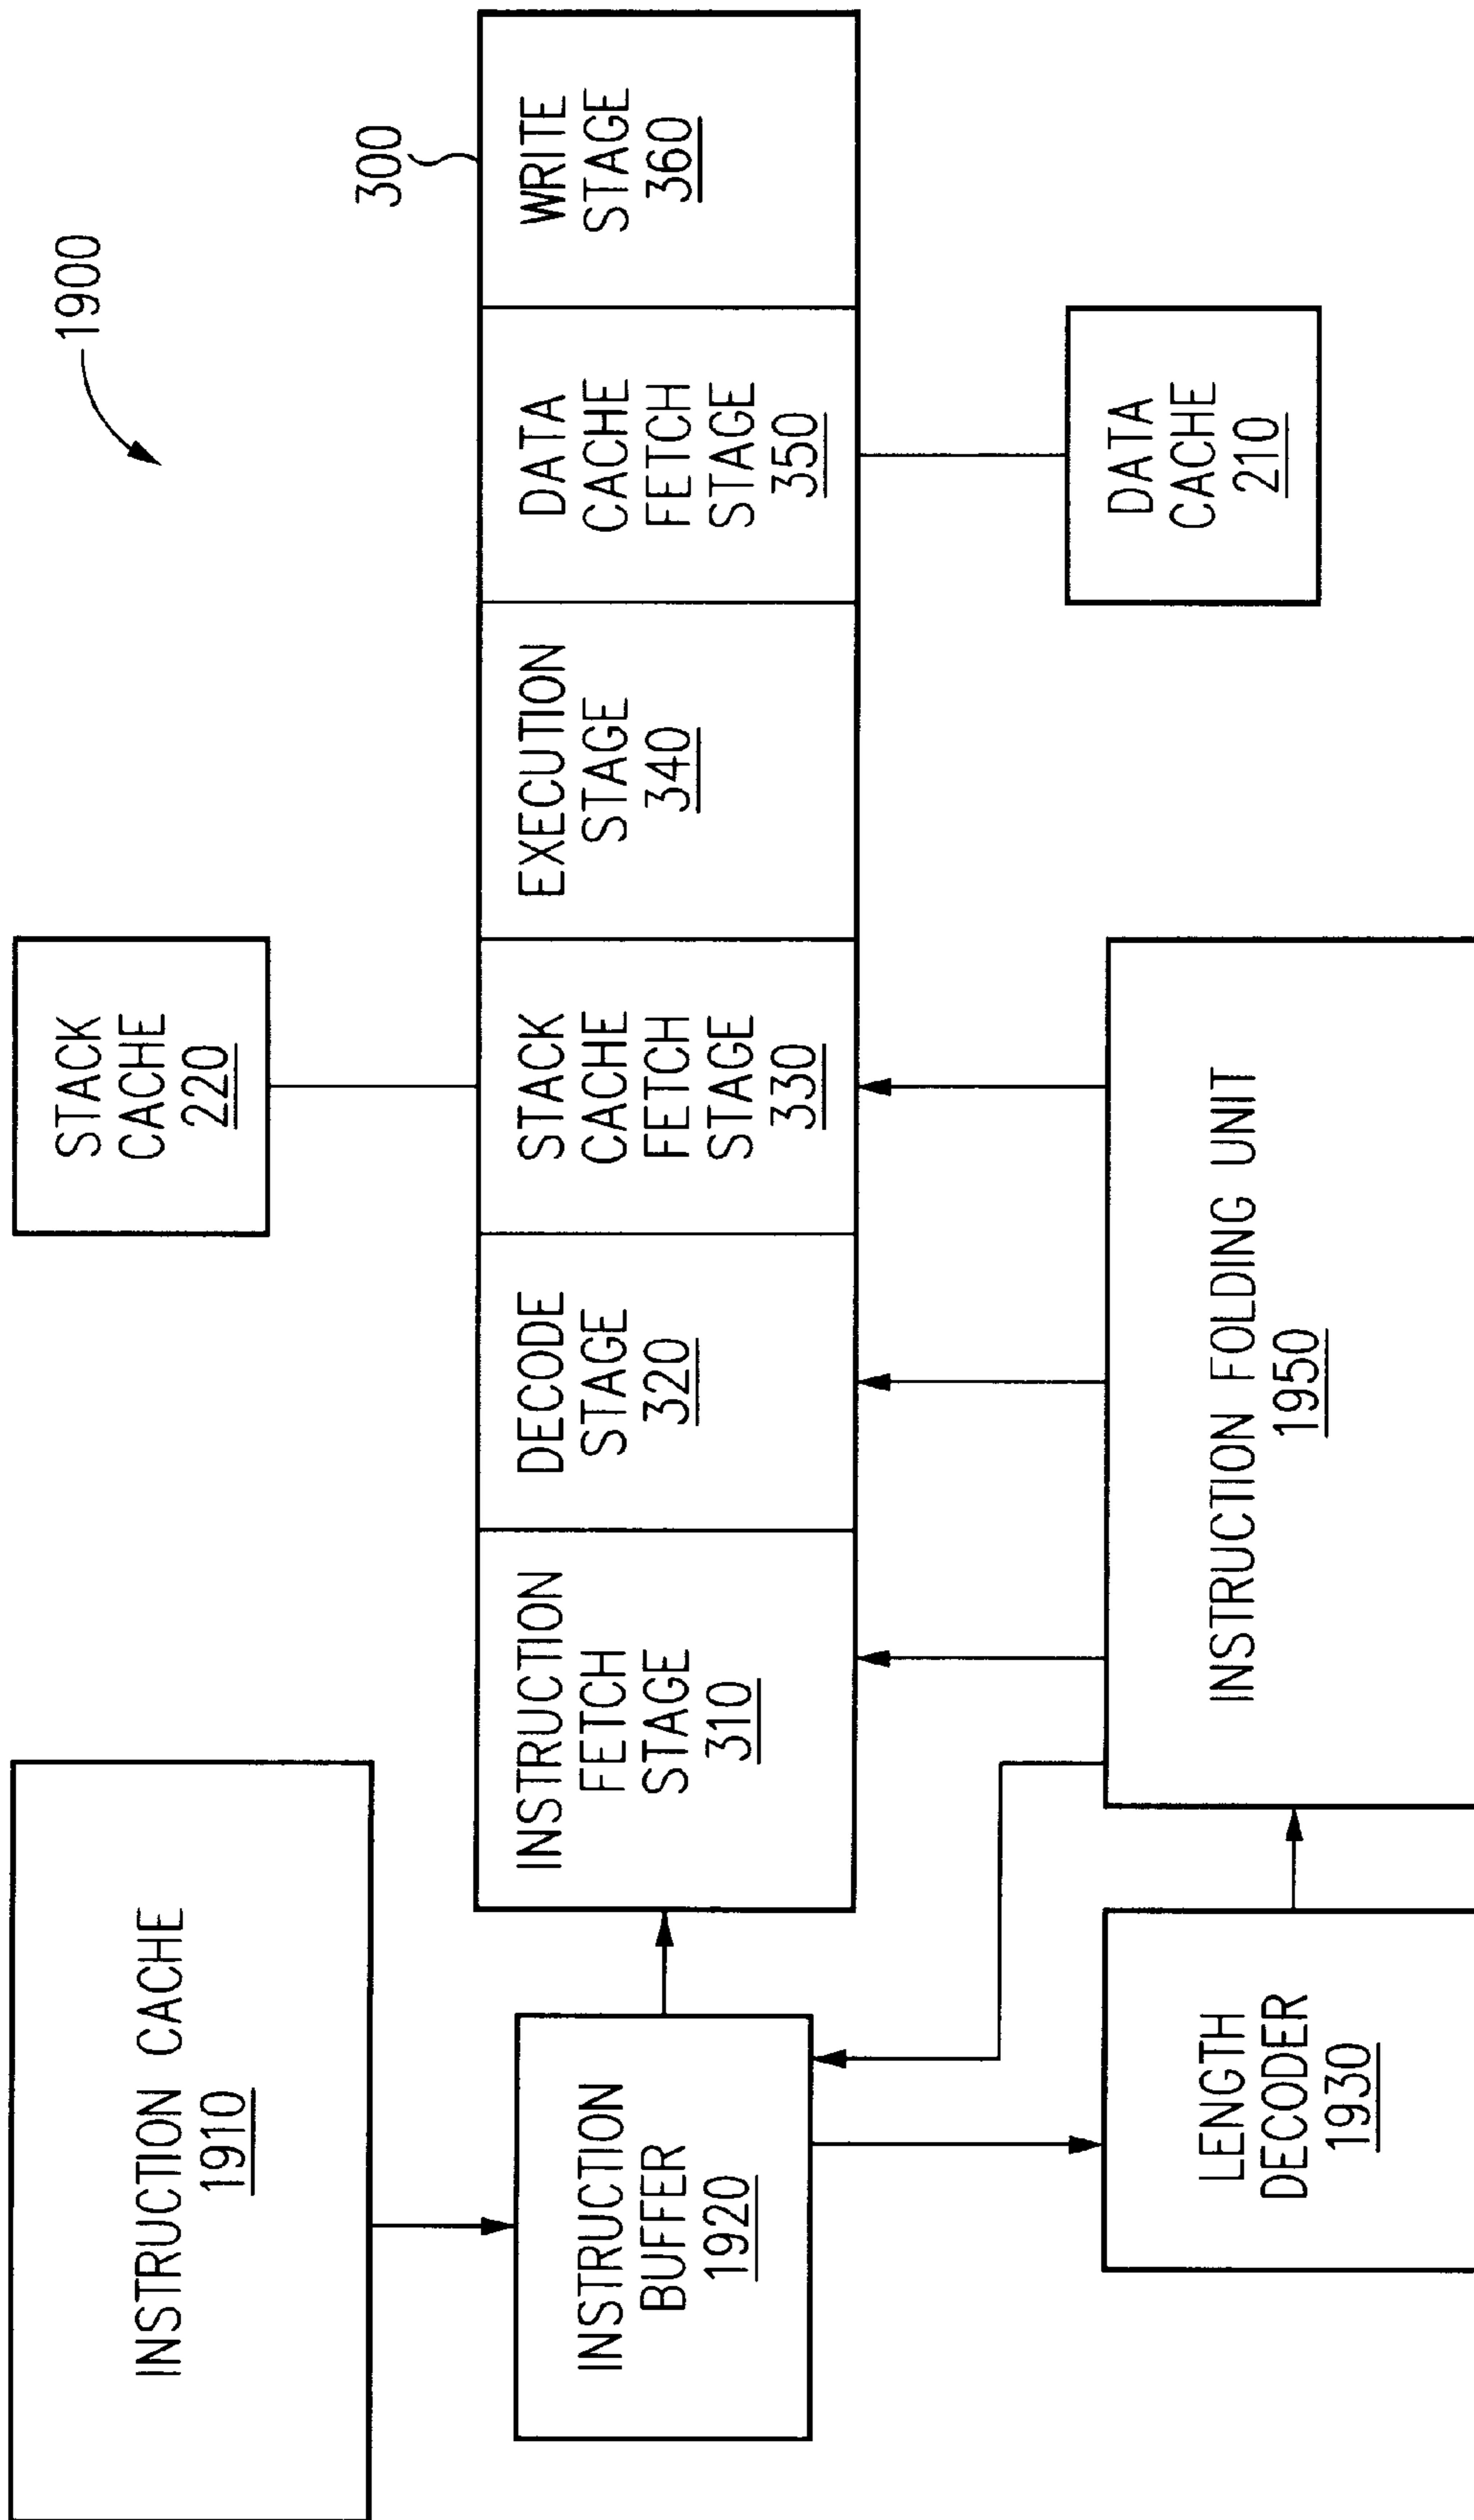 1900
300
INSTRUCTION CACHE
1910
STACK
CACHE
220
INSTRUCTION
BUFFER
1920
INSTRUCTION
FETCH
STAGE
310
DECODE
STAGE
320
STACK
CACHE
FETCH
STAGE
330
EXECUTION
STAGE
340
DATA
CACHE
FETCH
STAGE
350
WRITE
STAGE
360
LENGTH
DECODER
1930
INSTRUCTION FOLDING UNIT
1950
DATA
CACHE
210